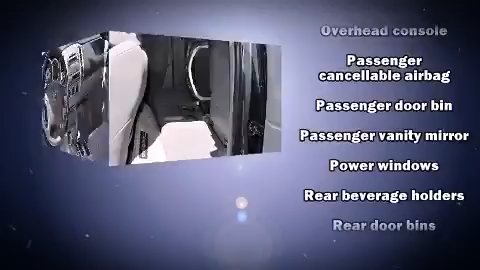 Overhead console
Passenger
cancellable airbag
Passenger door bin
Passenger vanity mirror
Power windows
Rear beverage holders
Rear door bins